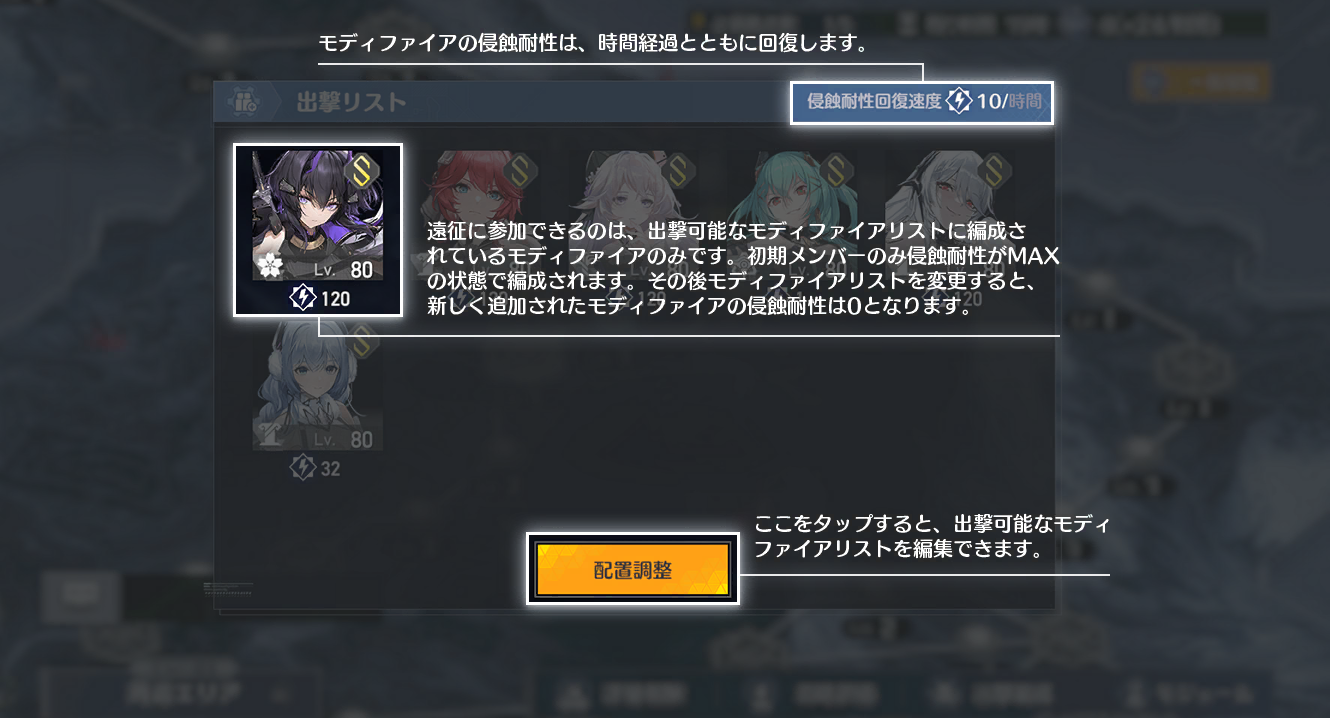 モディファイアの侵蝕耐性は、時間経過とともに回復します。
出撃リスト
侵蝕耐性回復速度 10/時間
Lv. 80
120
遠征に参加できるのは、出撃可能なモディファイアリストに編成さ
れているモディファイアのみです。初期メンバーのみ侵蝕耐性がMAX
の状態で編成されます。その後モディファイアリストを変更すると、
新しく追加されたモディファイアの侵蝕耐性は0となります。
Lv. 80
32
ここをタップすると、出撃可能なモディ
ファイアリストを編集できます。
配置調整